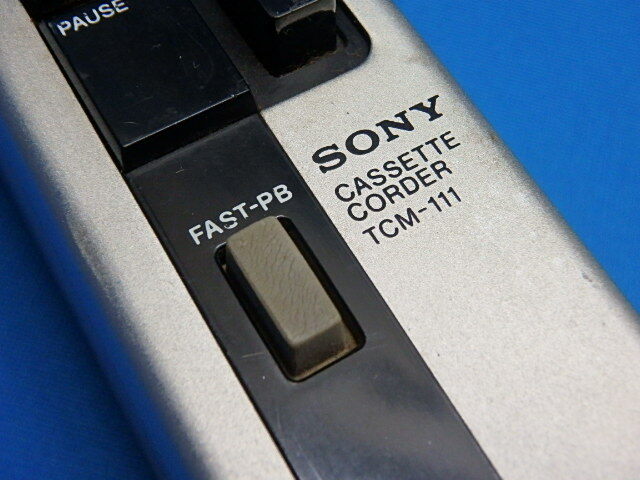 PAUSE
SONY
CASSETTE
CORDER
TCM-111
FAST-PB